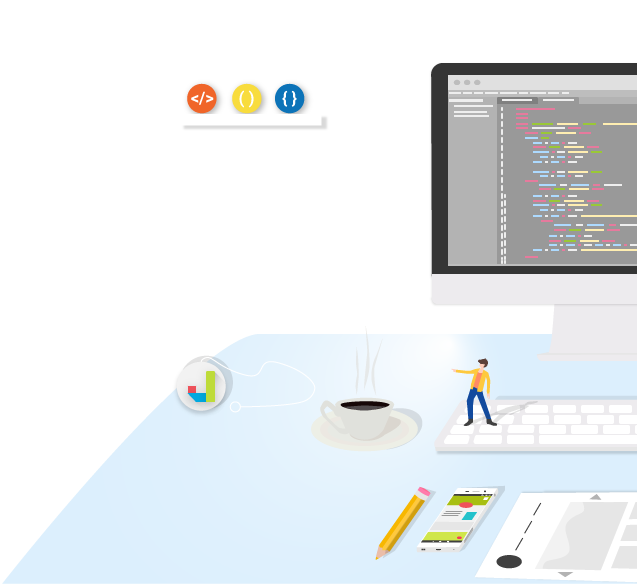 </>
( )
{ }